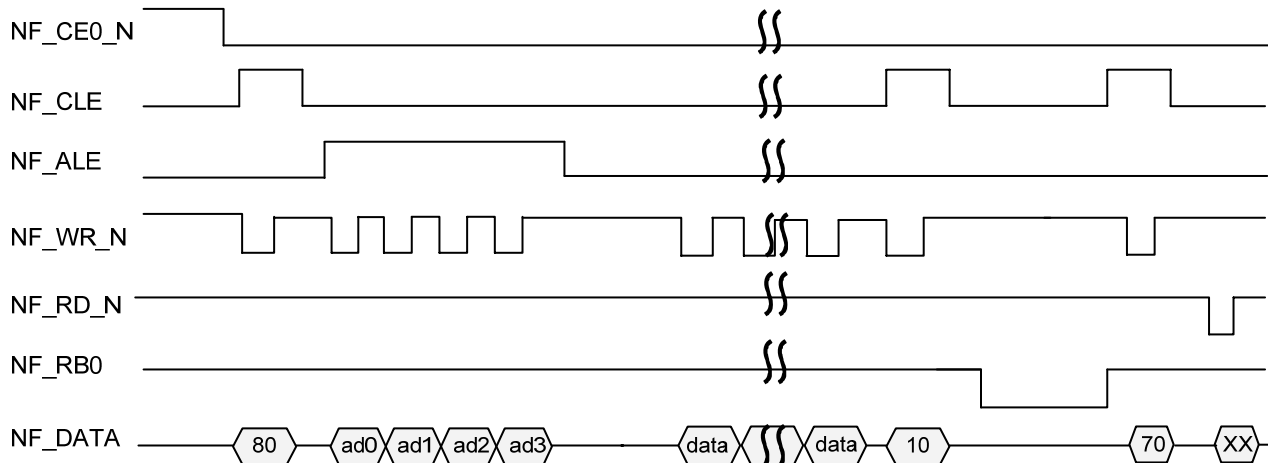 NF_CE0_N
NF_CLE
NF_ALE
NF_WR_N
NF_RD_N
NF_RB0
NF_DATA 80 ad0 ad1 ad2 ad3 data data 10 70 XX